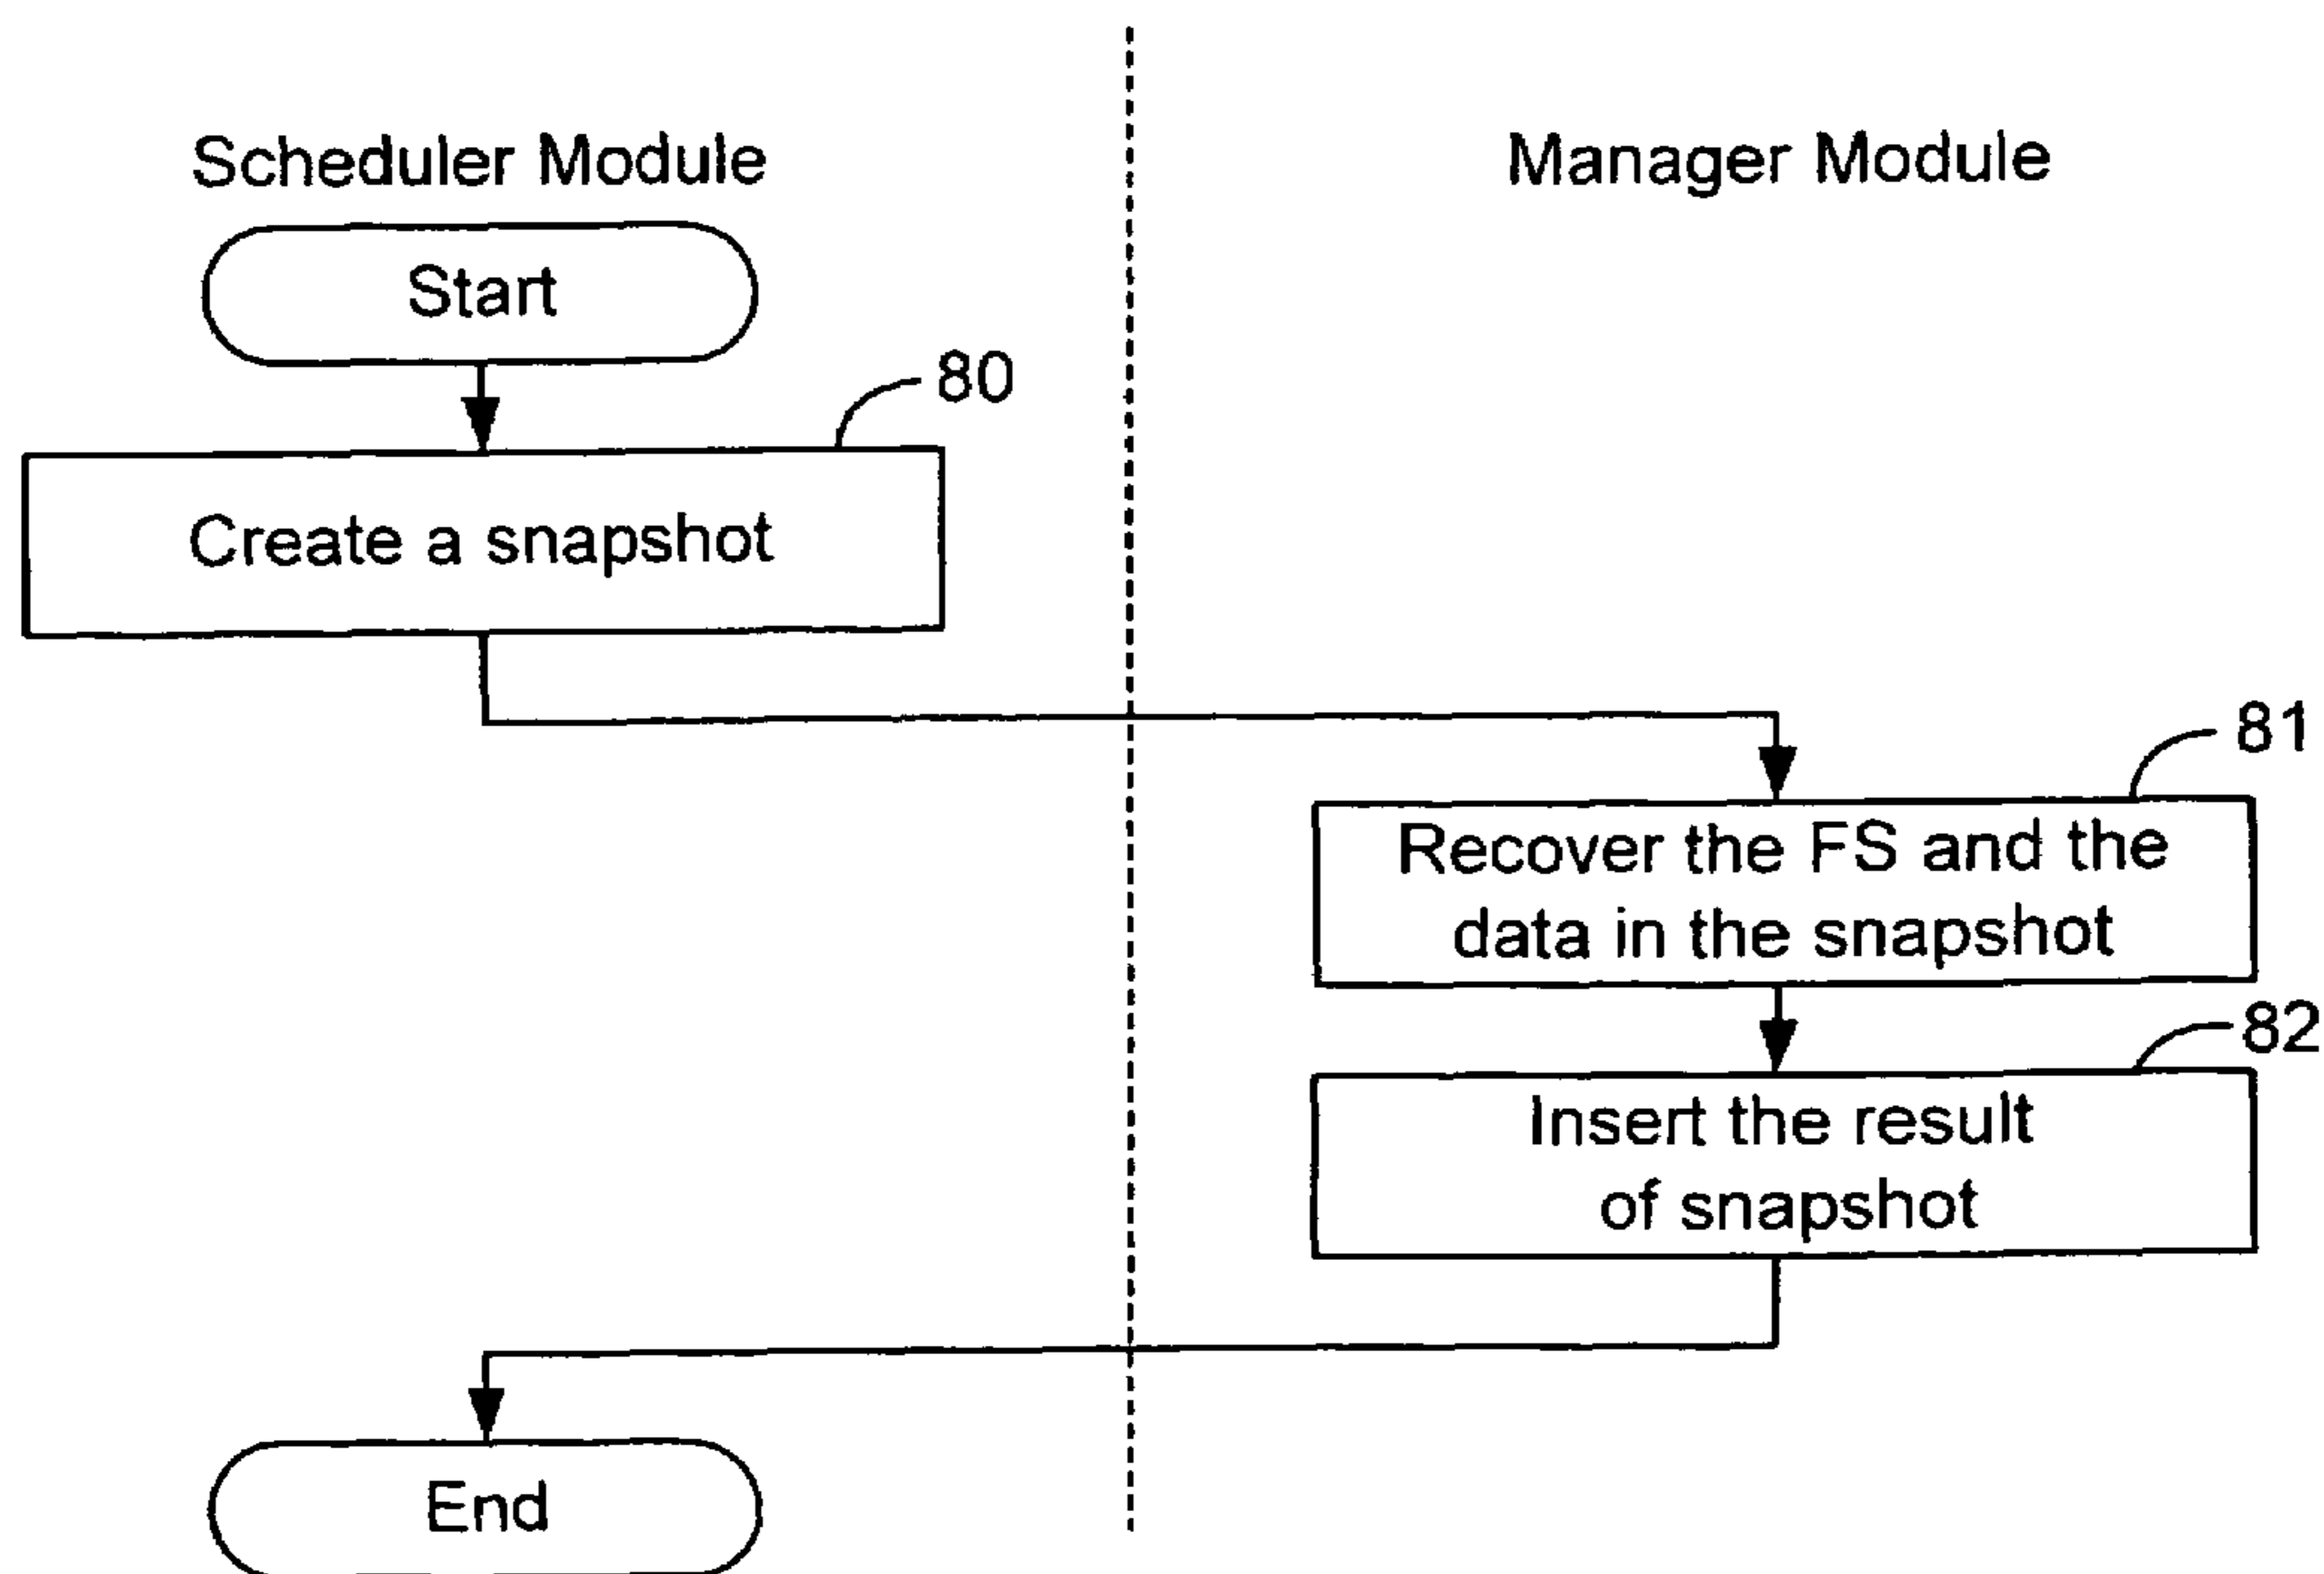 Scheduler Module
Manager Module
Start
80
Create a snapshot
81
Recover the FS and the
data in the snapshot
82
Insert the result
of snapshot
End